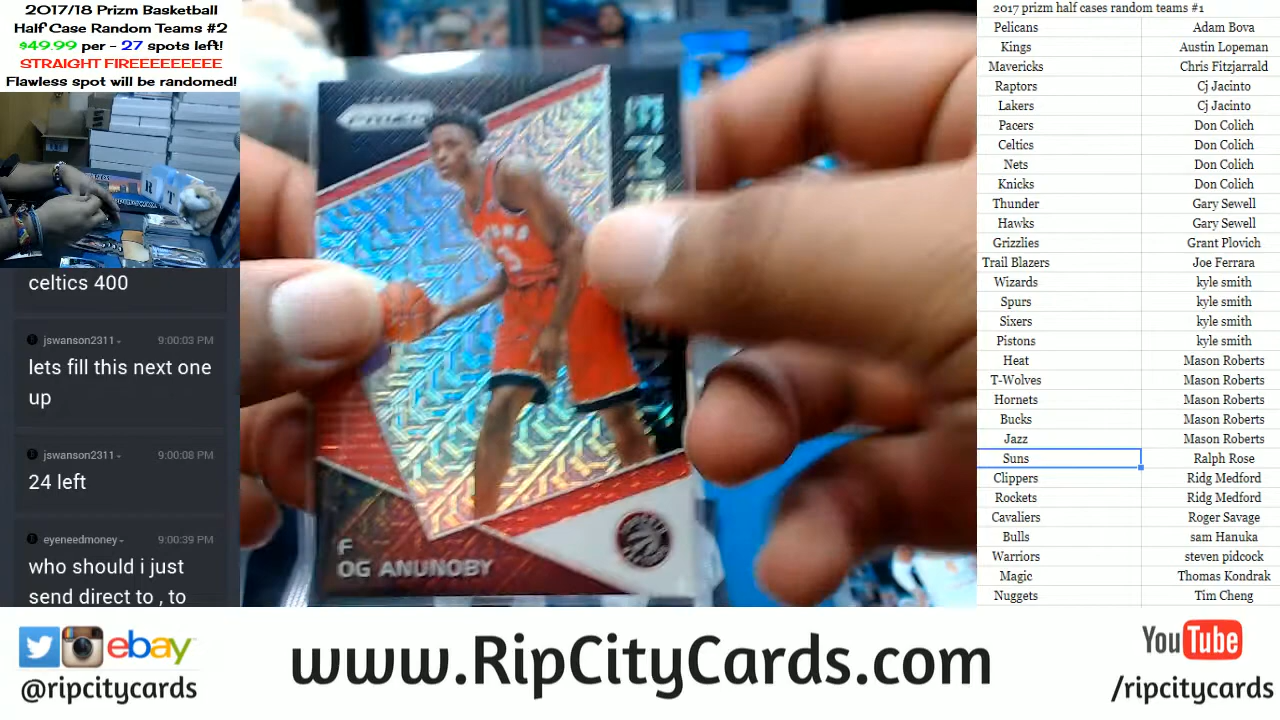 2017/18 Prizm Basketball
Half Case Random Teams #2
$49.99 per - 27 spots left!
STRAIGHT FIREEEEEEEEE
Flawless spot will be randomed!
R T
celtics 400
jswanson2311 9:00:03 PM
lets fill this next one
up
jswanson2311 9:00:08 PM
24 left
eyeneedmoney 9:00:39 PM
who should i just
send direct to , to
PRIZM
EME
F
OG ANUNOBY
2017 prizm half cases random teams #1
Pelicans Adam Bova
Kings Austin Lopeman
Mavericks Chris Fitzjarrald
Raptors Cj Jacinto
Lakers Cj Jacinto
Pacers Don Colich
Celtics Don Colich
Nets Don Colich
Knicks Don Colich
Thunder Gary Sewell
Hawks Gary Sewell
Grizzlies Grant Plovich
Trail Blazers Joe Ferrara
Wizards kyle smith
Spurs kyle smith
Sixers kyle smith
Pistons kyle smith
Heat Mason Roberts
T-Wolves Mason Roberts
Hornets Mason Roberts
Bucks Mason Roberts
Jazz Mason Roberts
Suns Ralph Rose
Clippers Ridg Medford
Rockets Ridg Medford
Cavaliers Roger Savage
Bulls sam Hanuka
Warriors steven pidcock
Magic Thomas Kondrak
Nuggets Tim Cheng
ebay
@ripcitycards
www.RipCityCards.com
YouTube
/ripcitycards